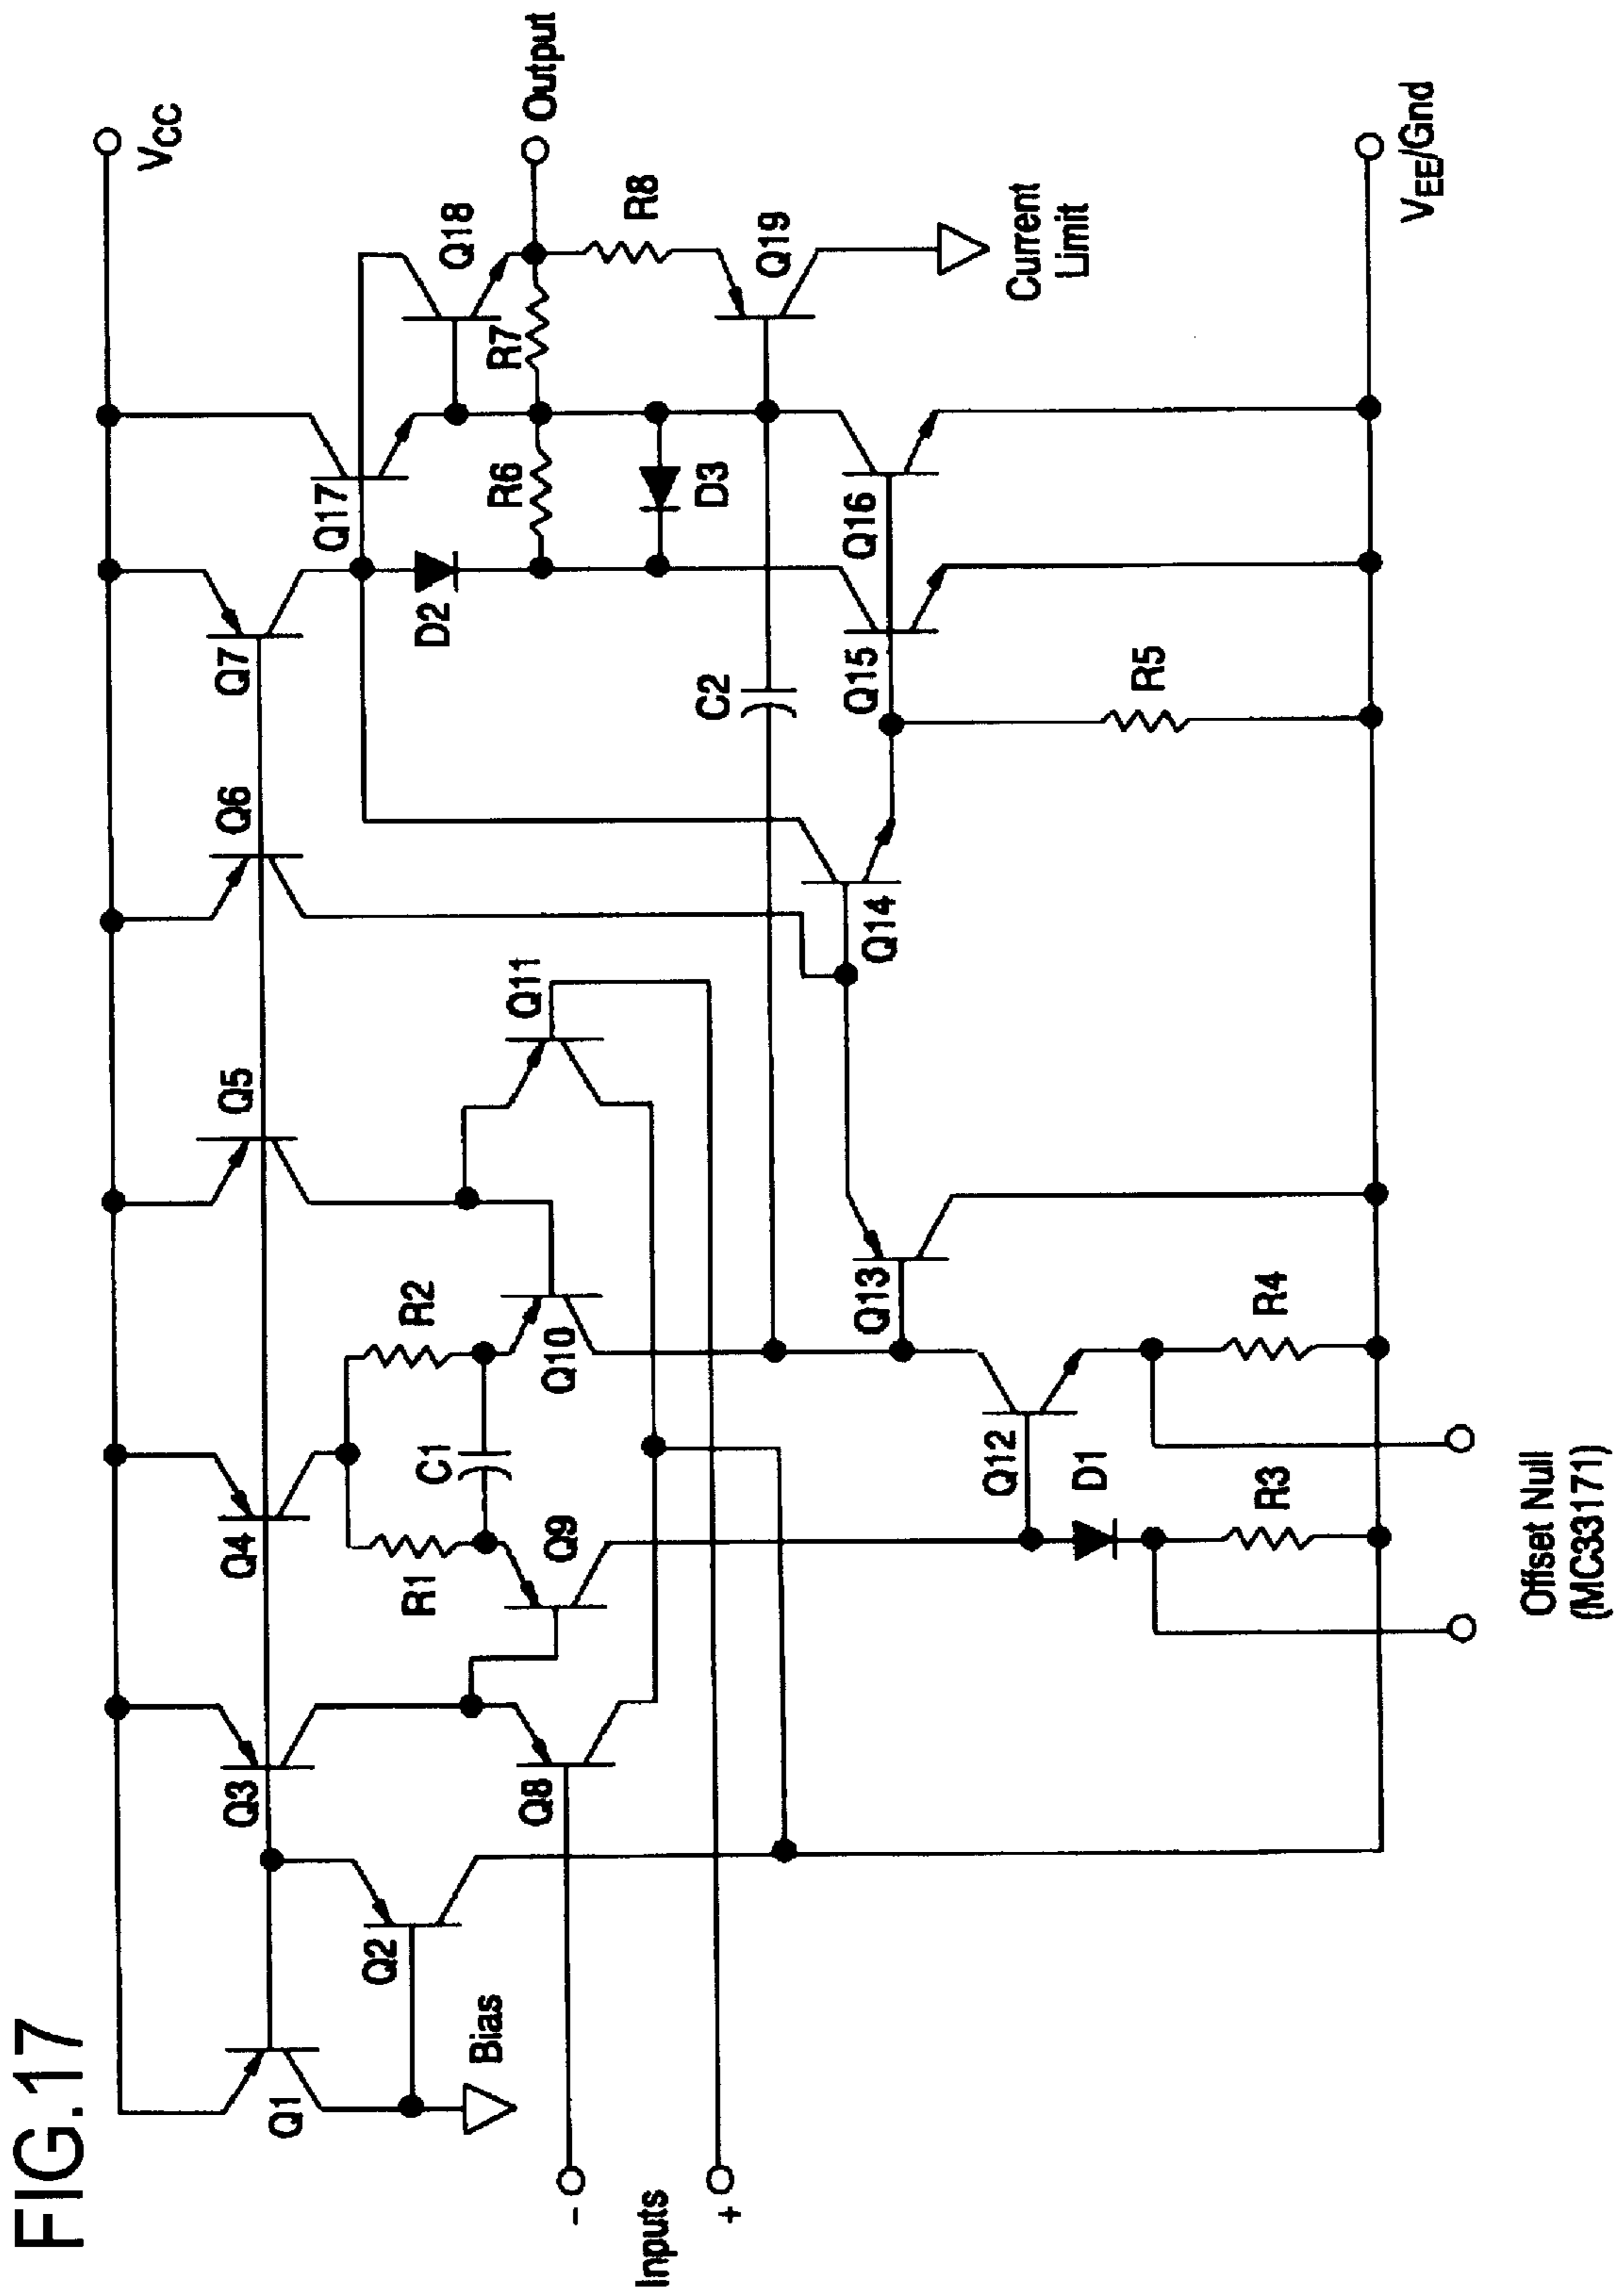 FIG.17
VCC
Q1
Q3
Q4
Q5
Q6
Q7
Q17
Q18
Q2
Bias
R1
R2
C1
Q8
Q9
Q10
Q11
D2
R6
R7
Output
R8
-
Inputs
+
C2
D3
Q19
Current
Limit
Q12
Q13
Q14
Q15
Q16
D1
R3
R4
R5
VEE/Gnd
Offset Null
(MC33171)